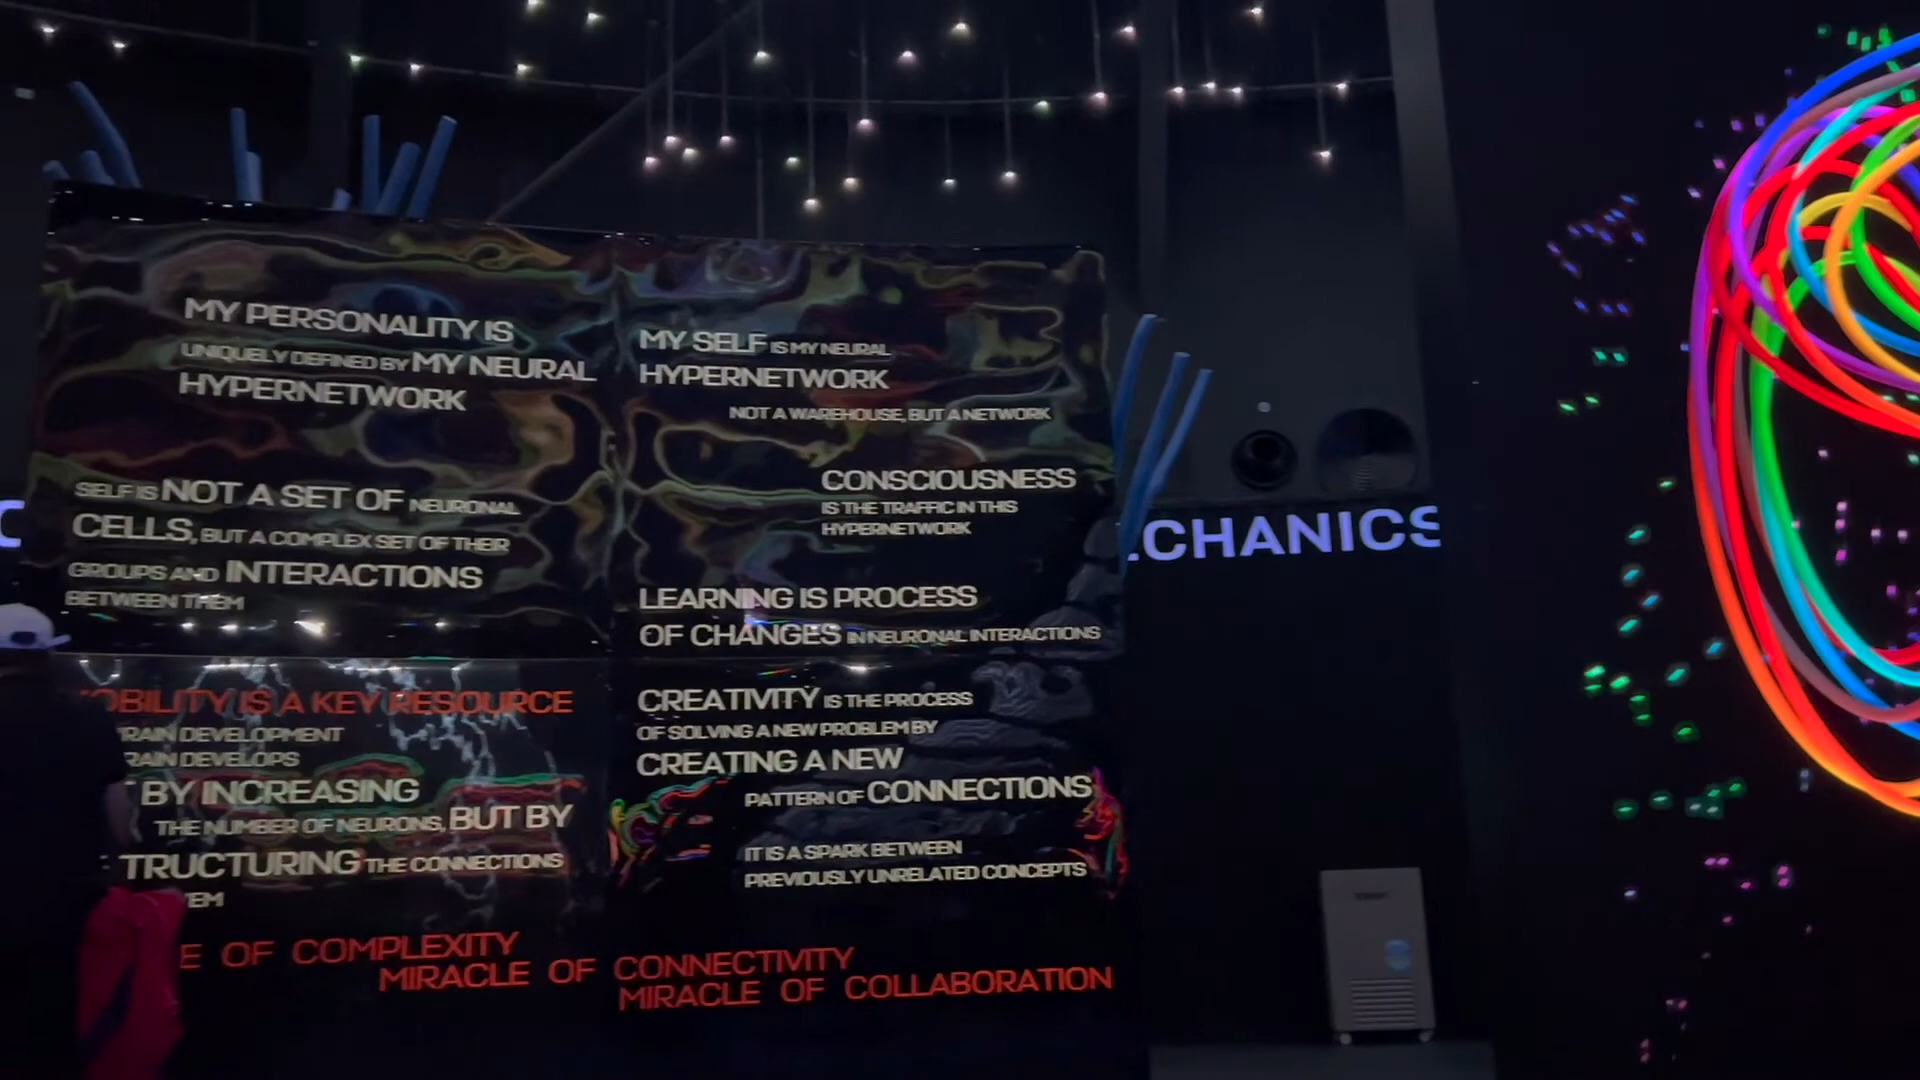 MY PERSONALITY IS
UNIQUELY DEFINED BY MY NEURAL
HYPERNETWORK
SELF IS NOT A SET OF NEURONAL
CELLS, BUT A COMPLEX SET OF THEIR
GROUPS AND INTERACTIONS
BETWEEN THEM
OBILITY IS A KEY RESOURCE
RAIN DEVELOPMENT
RAIN DEVELOPS
BY INCREASING
THE NUMBER OF NEURONS, BUT BY
TRUCTURING THE CONNECTIONS
EM
MY SELF IS MY NEURAL
HYPERNETWORK
NOT A WAREHOUSE, BUT A NETWORK
CONSCIOUSNESS
IS THE TRAFFIC IN THIS
HYPERNETWORK
LEARNING IS PROCESS
OF CHANGES IN NEURONAL INTERACTIONS
CREATIVITY IS THE PROCESS
OF SOLVING A NEW PROBLEM BY
CREATING A NEW
PATTERN OF CONNECTIONS
IT IS A SPARK BETWEEN
PREVIOUSLY UNRELATED CONCEPTS
E OF COMPLEXITY
MIRACLE OF CONNECTIVITY
MIRACLE OF COLLABORATION
CHANICS